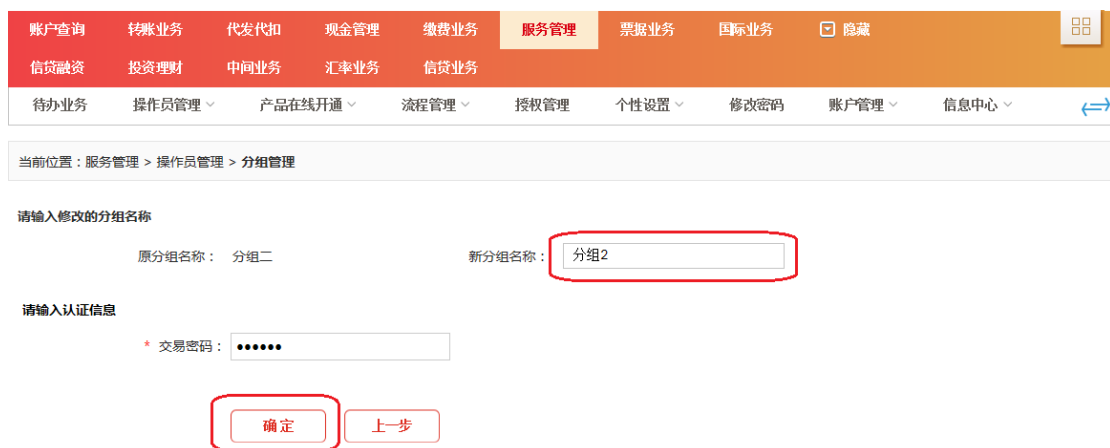 账户查询 转账业务 代发代扣 现金管理 缴费业务 服务管理 票据业务 国际业务 隐藏
信贷融资 投资理财 中间业务 汇率业务 信贷业务
待办业务 操作员管理 产品在线开通 流程管理 授权管理 个性设置 修改密码 账户管理 信息中心
当前位置：服务管理 > 操作员管理 > 分组管理
请输入修改的分组名称
原分组名称： 分组二 新分组名称： 分组2
请输入认证信息
* 交易密码： ••••••
确定 上一步